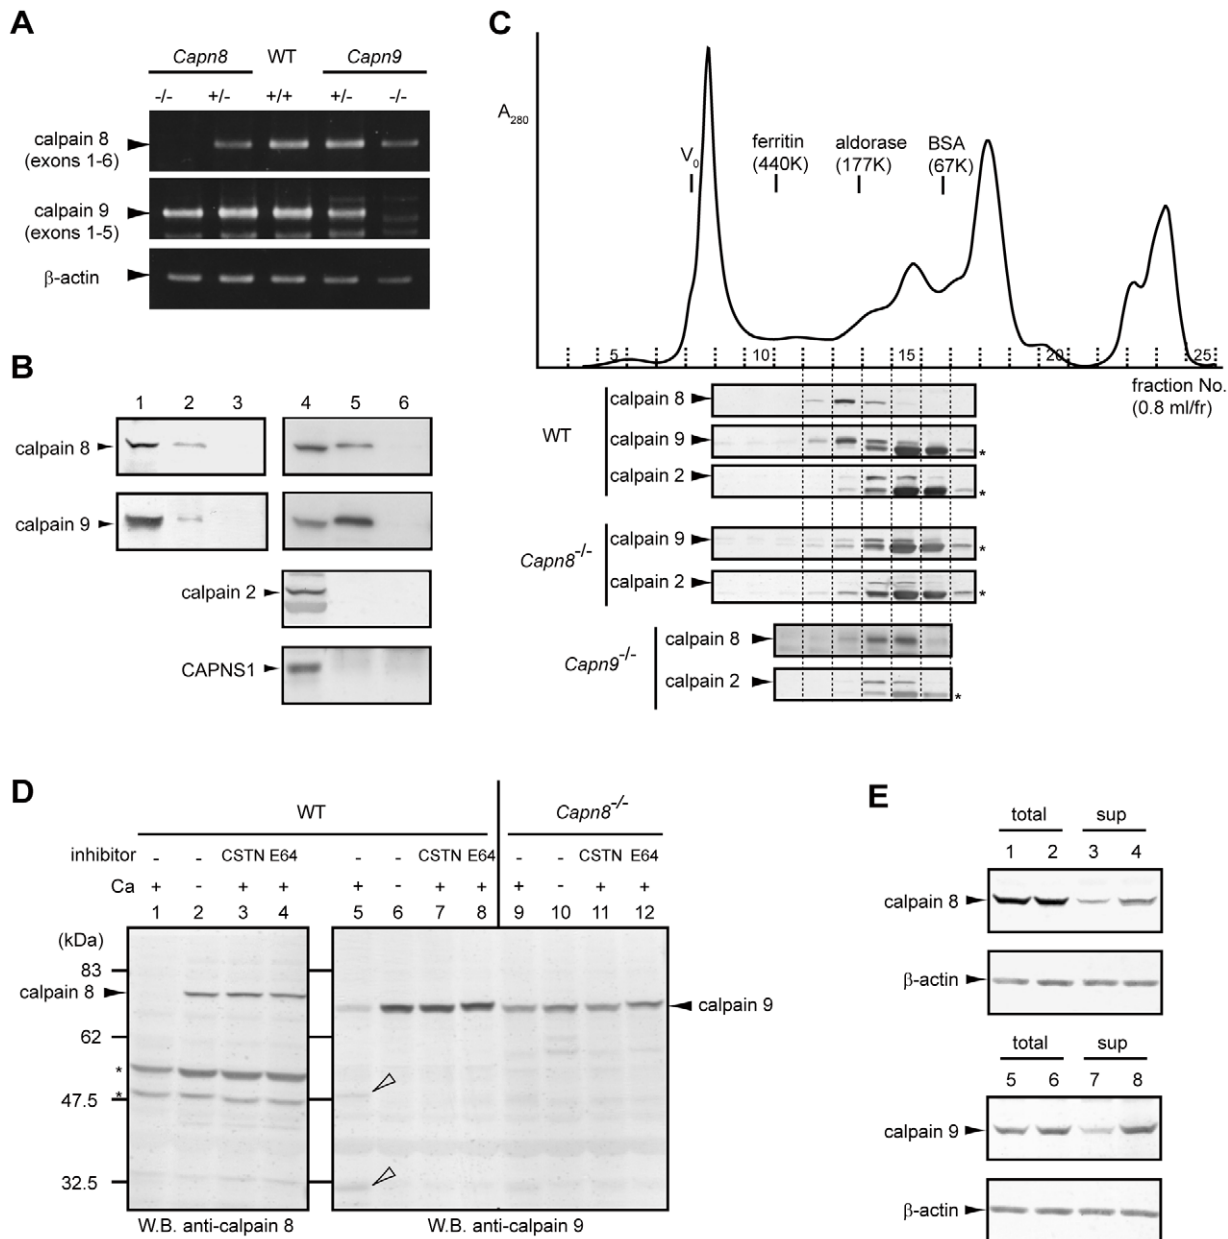 A
Capn8 WT Capn9
-/- +/- +/+ +/- -/-
calpain 8
(exons 1-6)
calpain 9
(exons 1-5)
β-actin
B
1 2 3 4 5 6
calpain 8
calpain 9
calpain 2
CAPNS1
C
A280
V0
ferritin
(440K)
aldorase
(177K)
BSA
(67K)
5 10 15 20 25
fraction No.
(0.8 ml/fr)
WT
calpain 8
calpain 9 *
calpain 2 *
Capn8-/-
calpain 9 *
calpain 2 *
Capn9-/-
calpain 8
calpain 2 *
D
WT Capn8-/-
inhibitor - - CSTN E64 - - CSTN E64 - - CSTN E64
Ca + - + + + - + + + - + +
1 2 3 4 5 6 7 8 9 10 11 12
(kDa)
83
calpain 8
calpain 9
62
*
*
47.5
32.5
W.B. anti-calpain 8 W.B. anti-calpain 9
E
total sup
1 2 3 4
calpain 8
β-actin
total sup
5 6 7 8
calpain 9
β-actin